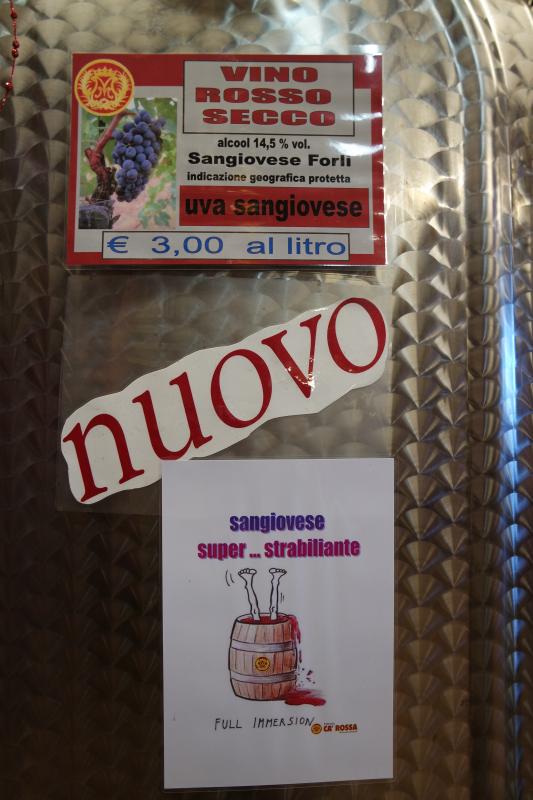 VINO
ROSSO
SECCO
alcool 14,5 % vol.
Sangiovese Forlì
indicazione geografica protetta
uva sangiovese
€ 3,00 al litro
nuovo
sangiovese
super ... strabiliante
FULL IMMERSION
CA' ROSSA